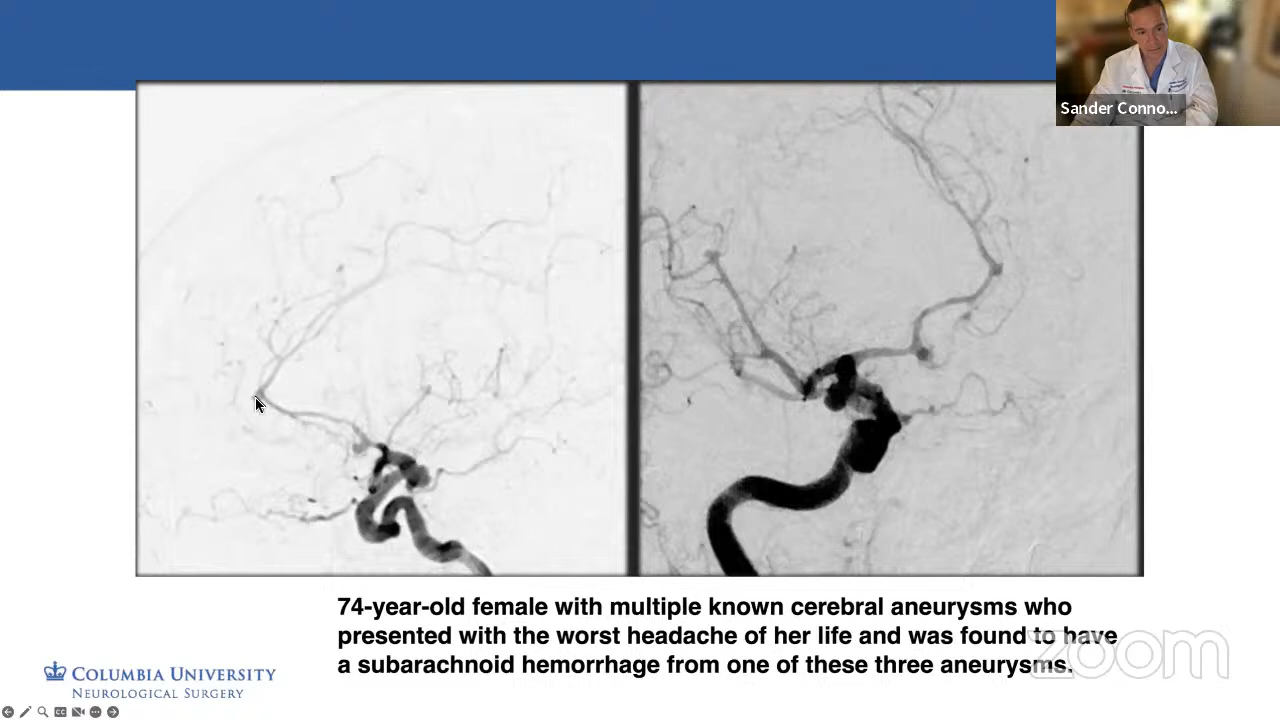 Sander Conno...
74-year-old female with multiple known cerebral aneurysms who
presented with the worst headache of her life and was found to have
a subarachnoid hemorrhage from one of these three aneurysms.
zoom
COLUMBIA UNIVERSITY
NEUROLOGICAL SURGERY
CC